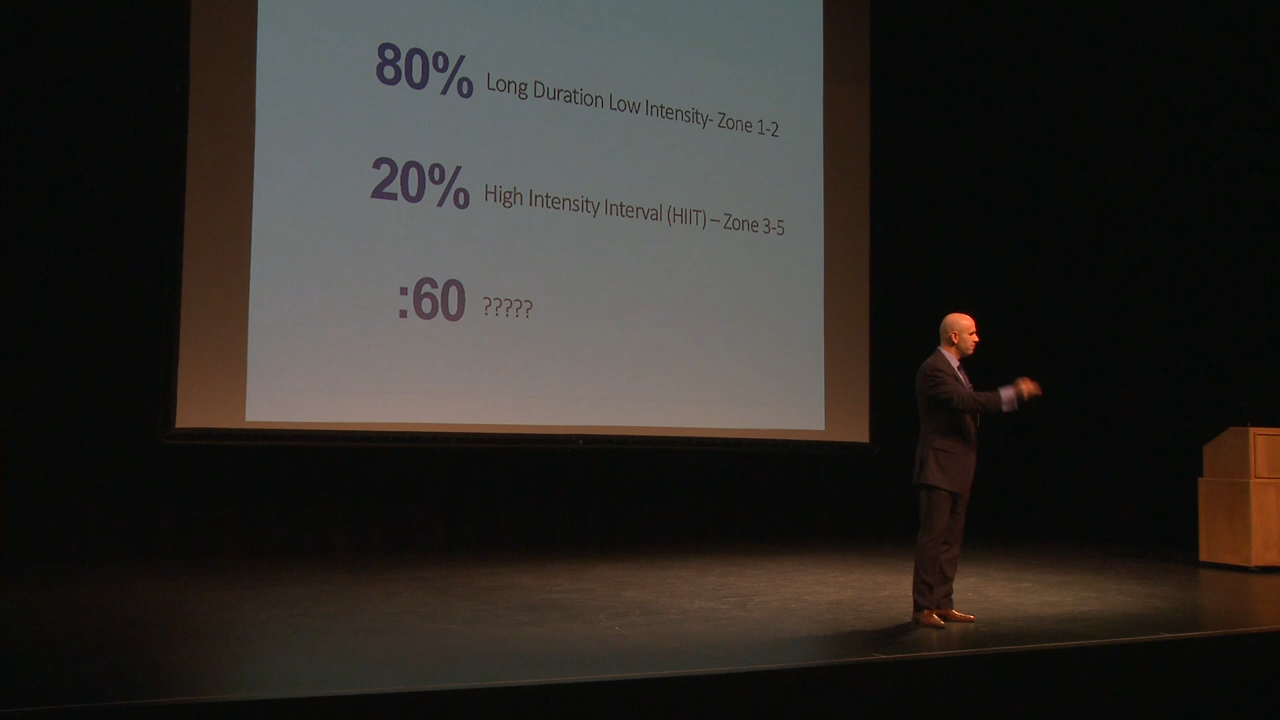 80% Long Duration Low Intensity- Zone 1-2
20% High Intensity Interval (HIIT) – Zone 3-5
:60 ?????